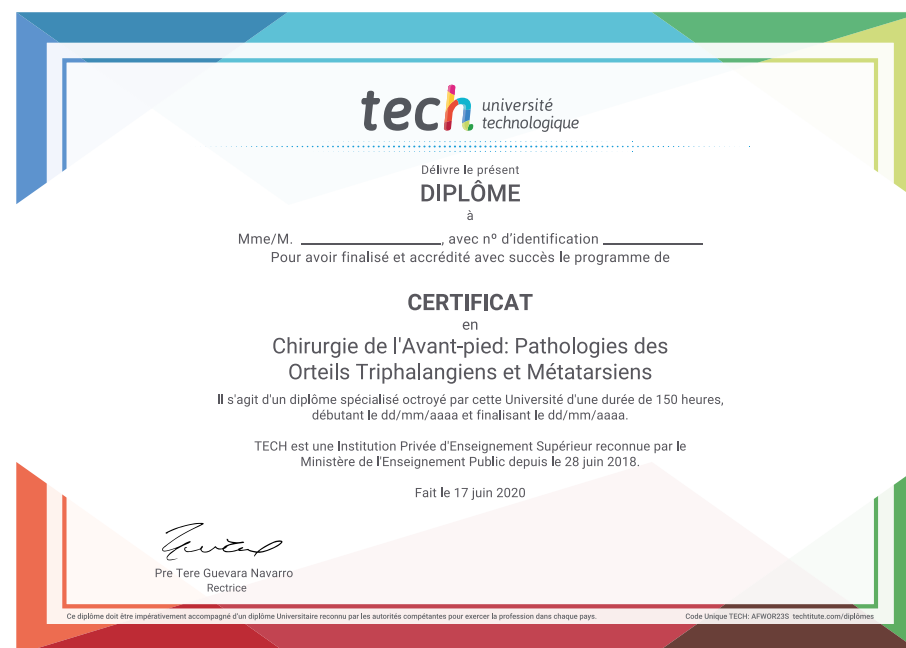 tech université
technologique
Délivre le présent
DIPLÔME
à
Mme/M. ____________________, avec nº d'identification ______________
Pour avoir finalisé et accrédité avec succès le programme de
CERTIFICAT
en
Chirurgie de l'Avant-pied: Pathologies des
Orteils Triphalangiens et Métatarsiens
Il s'agit d'un diplôme spécialisé octroyé par cette Université d'une durée de 150 heures,
débutant le dd/mm/aaaa et finalisant le dd/mm/aaaa.
TECH est une Institution Privée d'Enseignement Supérieur reconnue par le
Ministère de l'Enseignement Public depuis le 28 juin 2018.
Fait le 17 juin 2020
Pre Tere Guevara Navarro
Rectrice
Ce diplôme doit être impérativement accompagné d'un diplôme Universitaire reconnu par les autorités compétentes pour exercer la profession dans chaque pays.
Code Unique TECH: AFWOR23S techtitute.com/diplômes